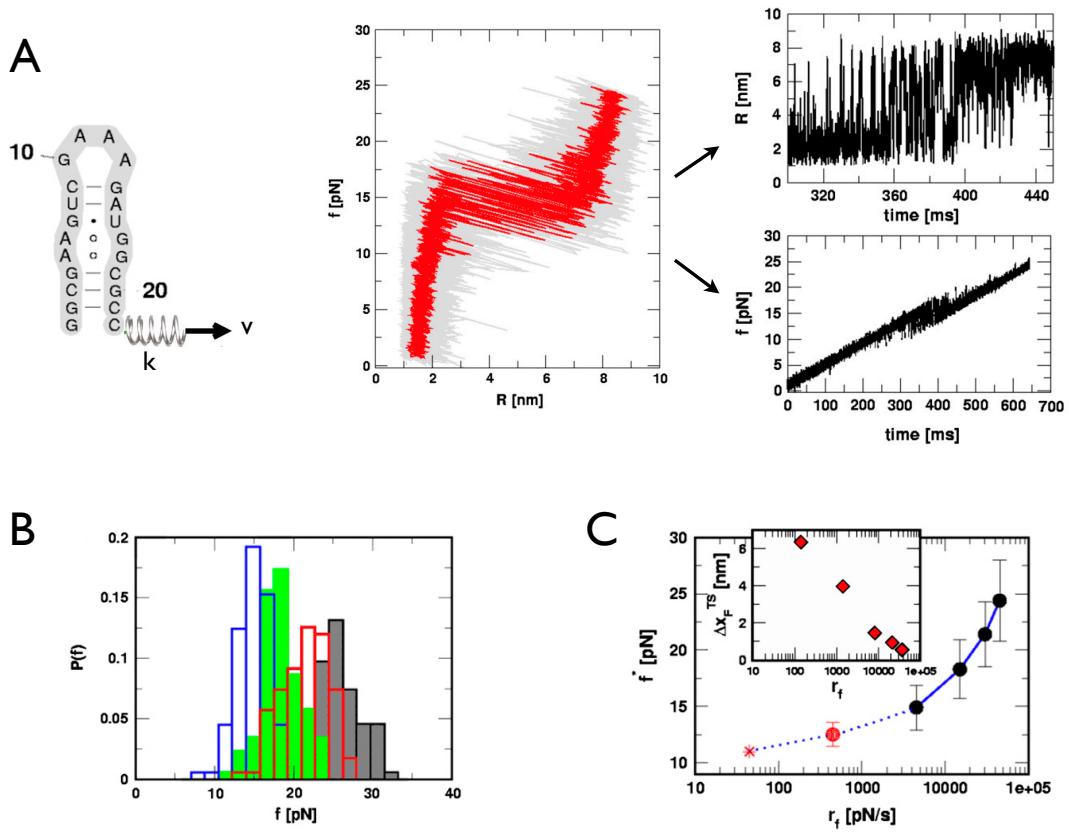 A
10
G
A
A
A
C
U
G
A
A
G
C
G
G
G
A
U
G
G
C
G
C
C
20
k
v
30
25
20
15
10
5
0
f [pN]
0 2 4 6 8 10
R [nm]
10
8
6
4
2
0
R [nm]
320 360 400 440
time [ms]
30
25
20
15
10
5
0
f [pN]
0 100 200 300 400 500 600 700
time [ms]
B
P(f)
0.2
0.15
0.1
0.05
0
0 10 20 30 40
f [pN]
C
30
25
20
15
10
f* [pN]
10 100 1000 10000 1e+05
r_f [pN/s]
6
4
2
0
Δx_F^TS [nm]
10 100 1000 10000 1e+05
r_f